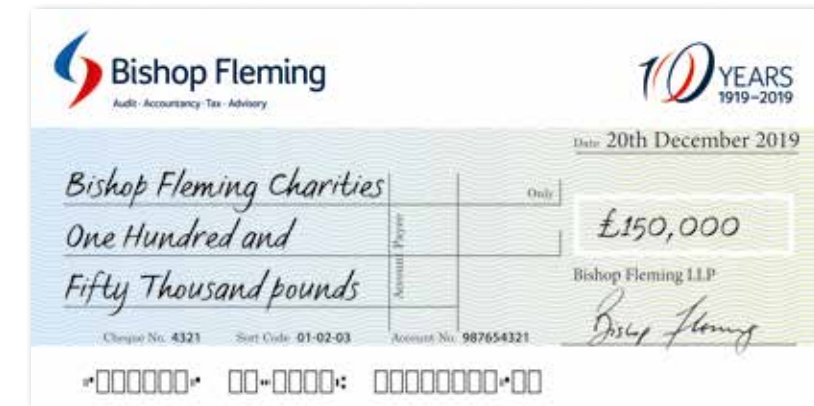 Bishop Fleming
Audit · Accountancy · Tax · Advisory
100 YEARS
1919–2019
Date 20th December 2019
Bishop Fleming Charities
Only
One Hundred and
£150,000
Account Payee
Fifty Thousand pounds
Bishop Fleming LLP
Bishop Fleming
Cheque No. 4321 Sort Code 01-02-03 Account No. 987654321